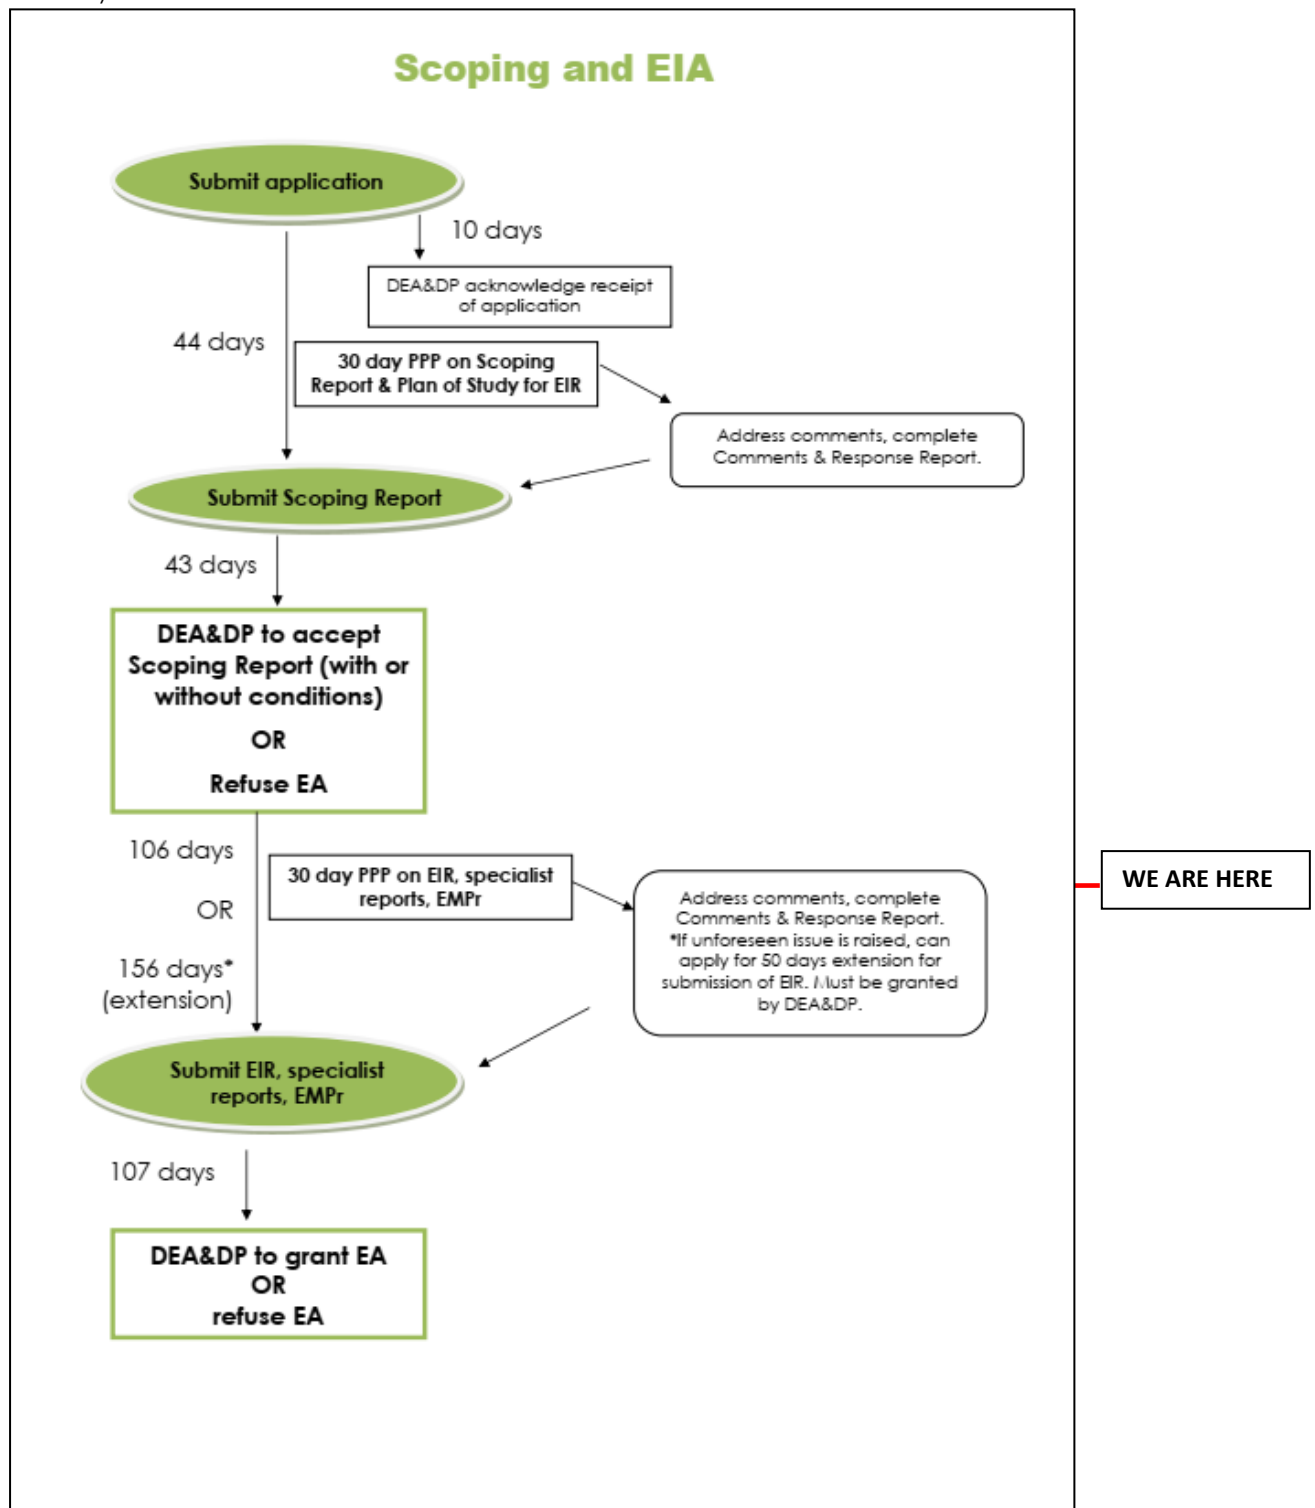 Scoping and EIA
Submit application
10 days
DEA&DP acknowledge receipt
of application
44 days
30 day PPP on Scoping
Report & Plan of Study for EIR
Address comments, complete
Comments & Response Report.
Submit Scoping Report
43 days
DEA&DP to accept
Scoping Report (with or
without conditions)
OR
Refuse EA
106 days
OR
156 days*
(extension)
30 day PPP on EIR, specialist
reports, EMPr
Address comments, complete
Comments & Response Report.
*If unforeseen issue is raised, can
apply for 50 days extension for
submission of EIR. Must be granted
by DEA&DP.
WE ARE HERE
Submit EIR, specialist
reports, EMPr
107 days
DEA&DP to grant EA
OR
refuse EA